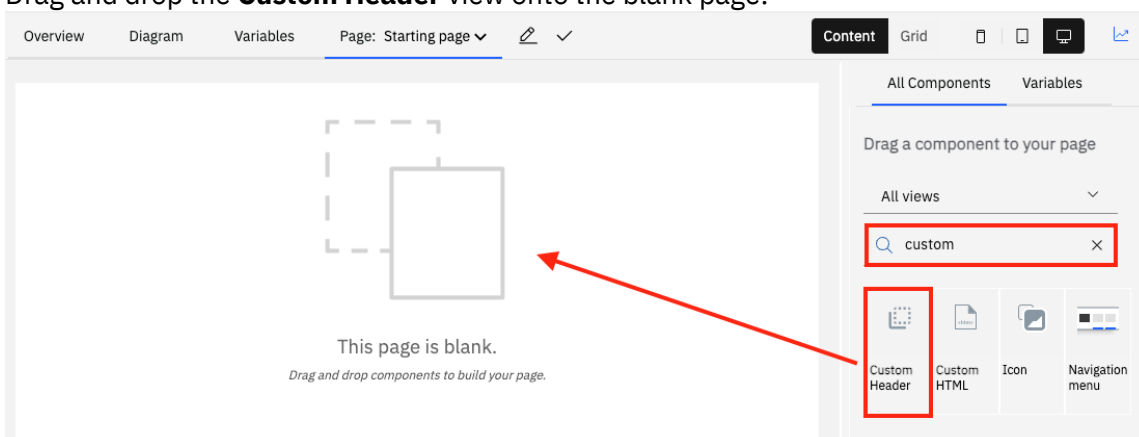 Drag and drop the Custom Header view onto the blank page.
Overview Diagram Variables Page: Starting page Content Grid
All Components Variables
Drag a component to your page
All views
custom
This page is blank.
Drag and drop components to build your page.
Custom Header
Custom HTML
Icon
Navigation menu